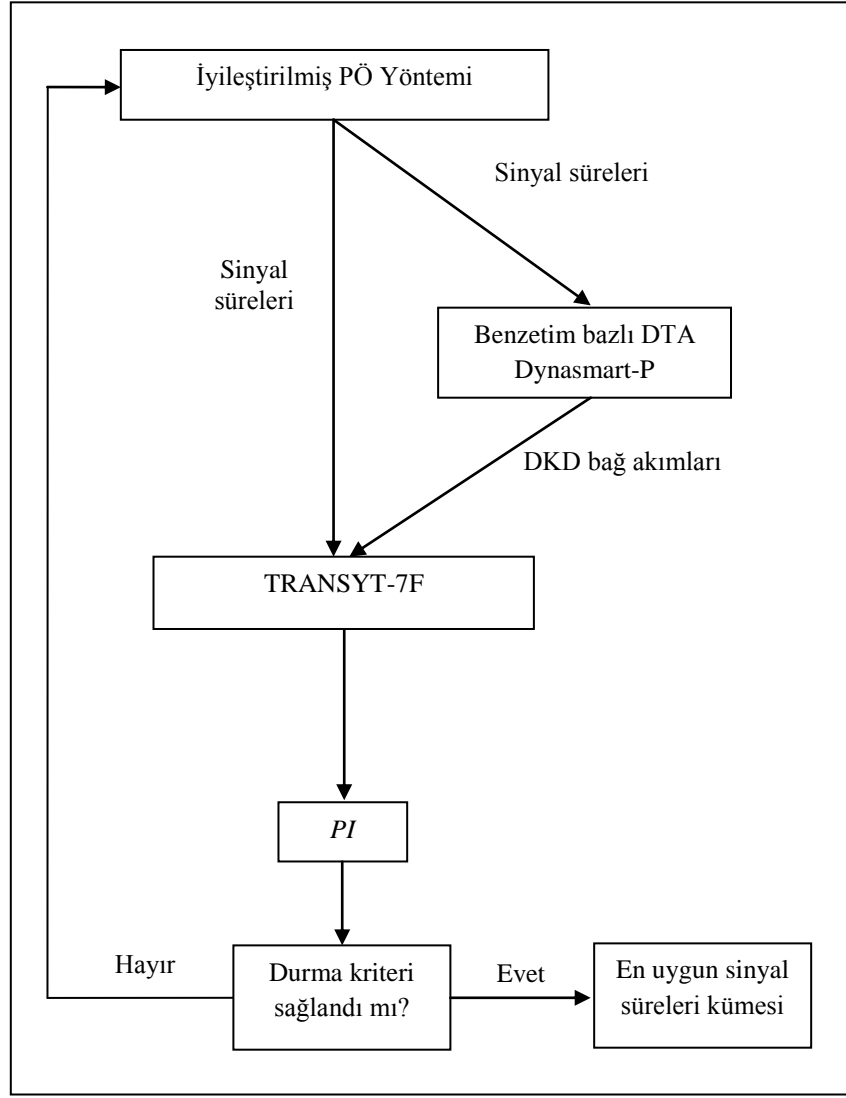 İyileştirilmiş PÖ Yöntemi
Sinyal süreleri
Sinyal
süreleri
Benzetim bazlı DTA
Dynasmart-P
DKD bağ akımları
TRANSYT-7F
PI
Hayır
Durma kriteri
sağlandı mı?
Evet
En uygun sinyal
süreleri kümesi